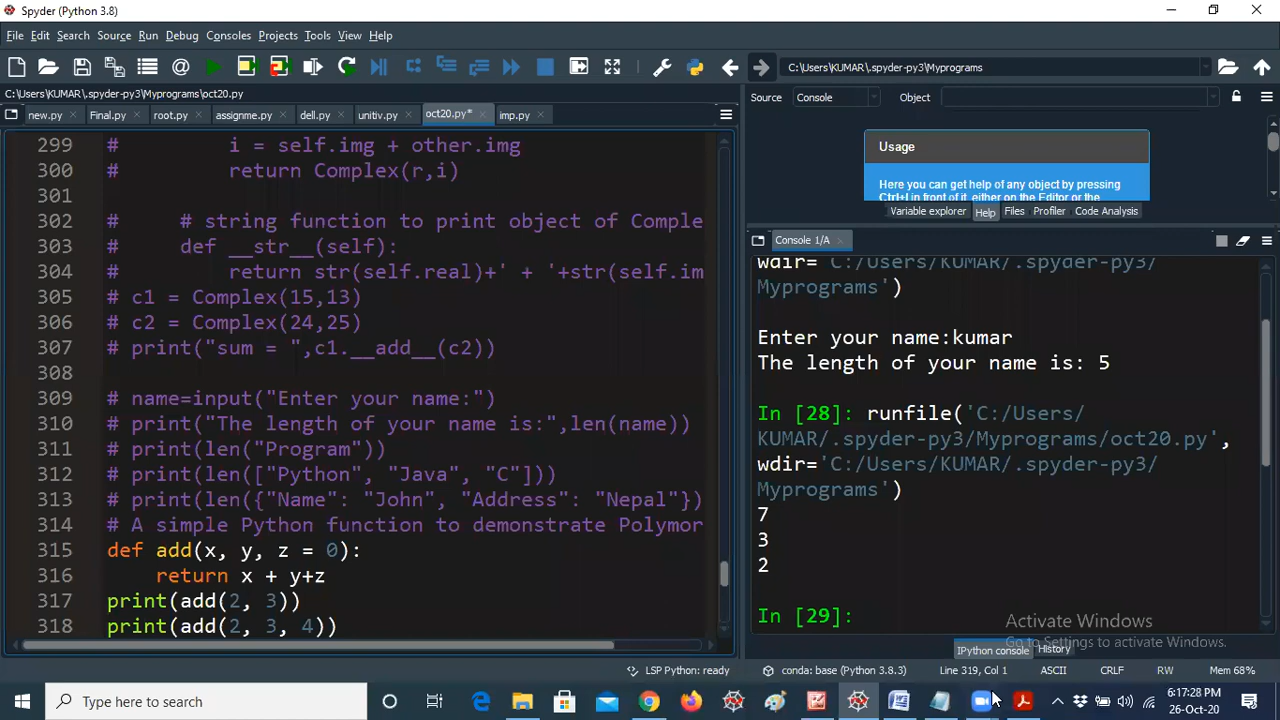 Spyder (Python 3.8)
File Edit Search Source Run Debug Consoles Projects Tools View Help
C:\Users\KUMAR\.spyder-py3\Myprograms
C:\Users\KUMAR\.spyder-py3\Myprograms\oct20.py
new.py Final.py root.py assignme.py dell.py unitiv.py oct20.py* imp.py
299 # i = self.img + other.img
300 # return Complex(r,i)
301
302 # # string function to print object of Comple
303 # def __str__(self):
304 # return str(self.real)+' + '+str(self.im
305 # c1 = Complex(15,13)
306 # c2 = Complex(24,25)
307 # print("sum = ",c1.__add__(c2))
308
309 # name=input("Enter your name:")
310 # print("The length of your name is:",len(name))
311 # print(len("Program"))
312 # print(len(["Python", "Java", "C"]))
313 # print(len({"Name": "John", "Address": "Nepal"})
314 # A simple Python function to demonstrate Polymor
315 def add(x, y, z = 0):
316 return x + y+z
317 print(add(2, 3))
318 print(add(2, 3, 4))
Source Console Object
Usage
Here you can get help of any object by pressing
Ctrl+I in front of it, either on the Editor or the
Variable explorer Help Files Profiler Code Analysis
Console 1/A
wdir='C:/Users/KUMAR/.spyder-py3/
Myprograms')
Enter your name:kumar
The length of your name is: 5
In [28]: runfile('C:/Users/
KUMAR/.spyder-py3/Myprograms/oct20.py',
wdir='C:/Users/KUMAR/.spyder-py3/
Myprograms')
7
3
2
In [29]:
Activate Windows
Go to Settings to activate Windows.
IPython console History
LSP Python: ready conda: base (Python 3.8.3) Line 319, Col 1 ASCII CRLF RW Mem 68%
Type here to search
6:17:28 PM
26-Oct-20